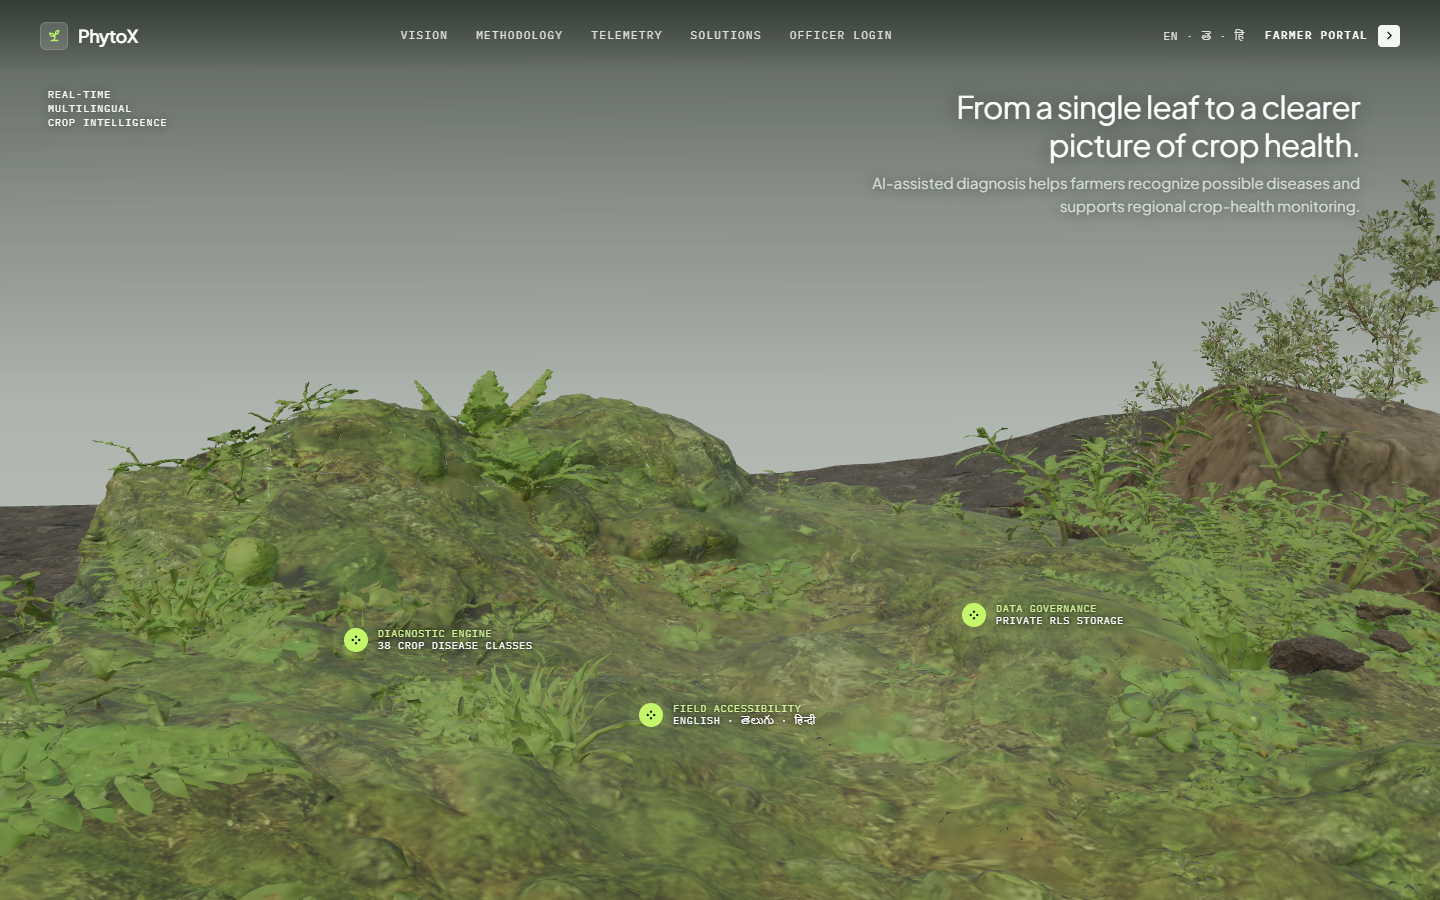 PhytoX
VISION
METHODOLOGY
TELEMETRY
SOLUTIONS
OFFICER LOGIN
EN · తె · हि
FARMER PORTAL
REAL-TIME
MULTILINGUAL
CROP INTELLIGENCE
From a single leaf to a clearer
picture of crop health.
AI-assisted diagnosis helps farmers recognize possible diseases and
supports regional crop-health monitoring.
DATA GOVERNANCE
PRIVATE RLS STORAGE
DIAGNOSTIC ENGINE
38 CROP DISEASE CLASSES
FIELD ACCESSIBILITY
ENGLISH · తెలుగు · हिन्दी